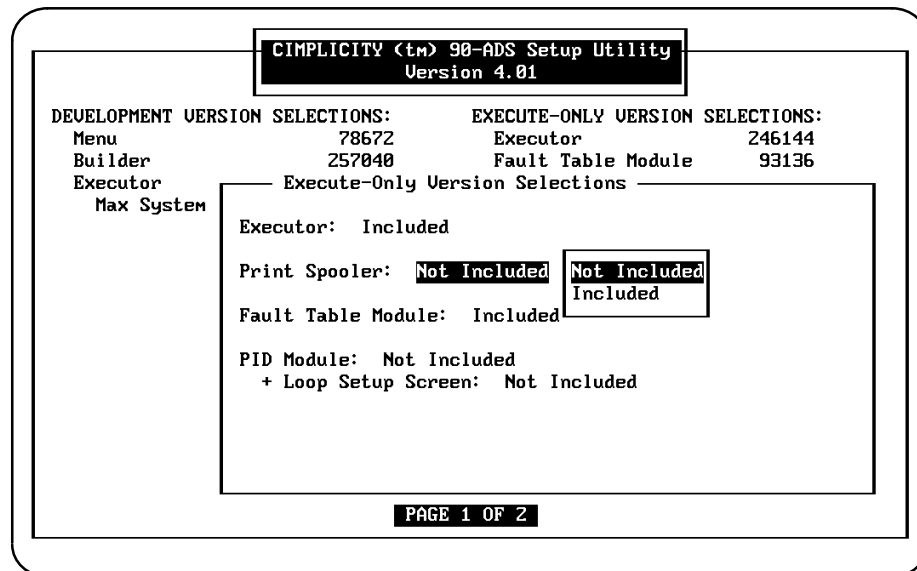 CIMPLICITY (tm) 90-ADS Setup Utility
Version 4.01
DEVELOPMENT VERSION SELECTIONS: EXECUTE-ONLY VERSION SELECTIONS:
Menu 78672 Executor 246144
Builder 257040 Fault Table Module 93136
Executor
Max System
Execute-Only Version Selections
Executor: Included
Print Spooler: Not Included Not Included
Included
Fault Table Module: Included
PID Module: Not Included
+ Loop Setup Screen: Not Included
PAGE 1 OF 2